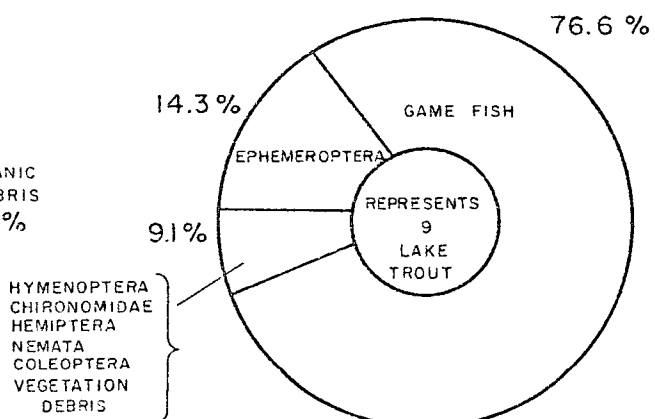 76.6 %
14.3 %
GAME FISH
EPHEMEROPTERA
REPRESENTS
9
LAKE
TROUT
9.1 %
%
HYMENOPTERA
CHIRONOMIDAE
HEMIPTERA
NEMATA
COLEOPTERA
VEGETATION
DEBRIS